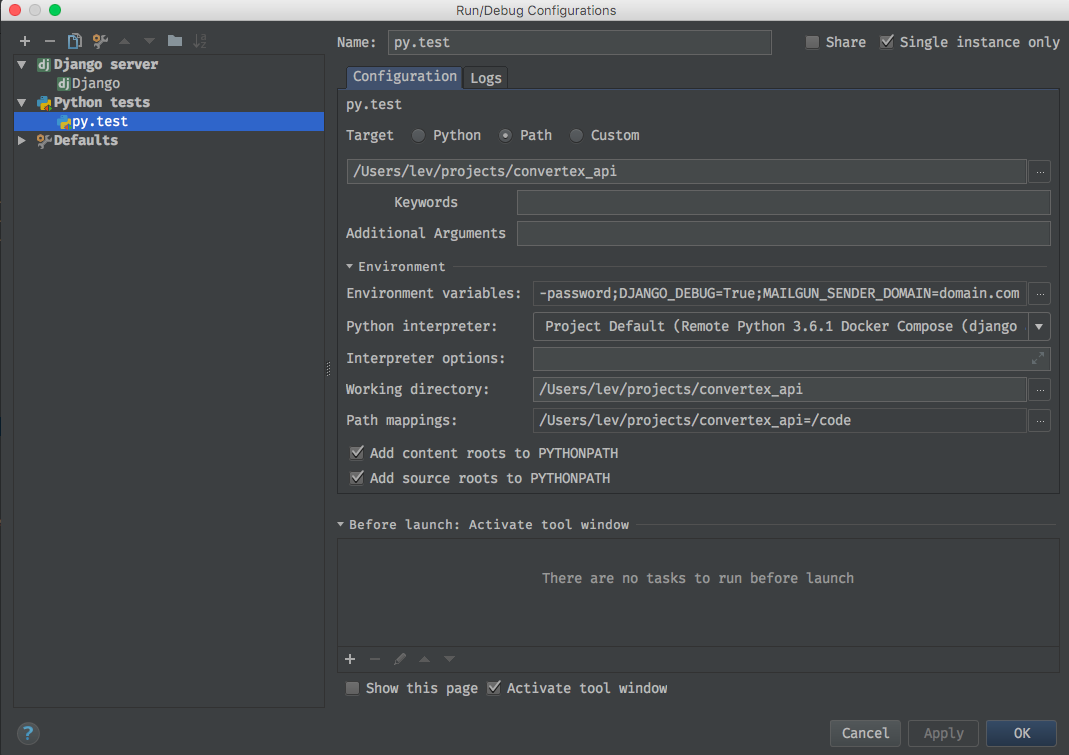 Run/Debug Configurations
Name: py.test
Share
Single instance only
Django server
Django
Python tests
py.test
Defaults
Configuration
Logs
py.test
Target Python Path Custom
/Users/lev/projects/convertex_api ...
Keywords
Additional Arguments
Environment
Environment variables: -password;DJANGO_DEBUG=True;MAILGUN_SENDER_DOMAIN=domain.com ...
Python interpreter: Project Default (Remote Python 3.6.1 Docker Compose (django
Interpreter options:
Working directory: /Users/lev/projects/convertex_api ...
Path mappings: /Users/lev/projects/convertex_api=/code ...
Add content roots to PYTHONPATH
Add source roots to PYTHONPATH
Before launch: Activate tool window
There are no tasks to run before launch
Show this page Activate tool window
? Cancel Apply OK